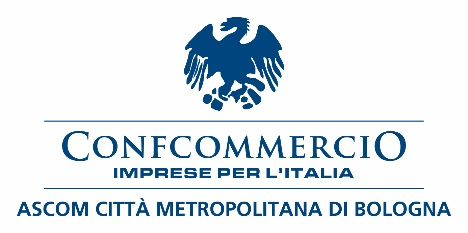 CONFCOMMERCIO
IMPRESE PER L'ITALIA
ASCOM CITTÀ METROPOLITANA DI BOLOGNA